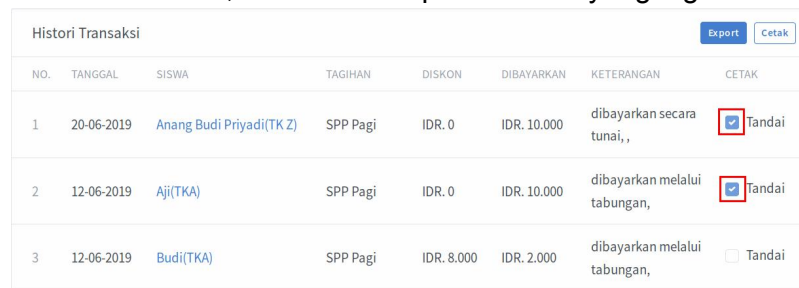 Histori Transaksi Export Cetak
NO. TANGGAL SISWA TAGIHAN DISKON DIBAYARKAN KETERANGAN CETAK
1 20-06-2019 Anang Budi Priyadi(TK Z) SPP Pagi IDR. 0 IDR. 10.000 dibayarkan secara tunai, , Tandai
2 12-06-2019 Aji(TKA) SPP Pagi IDR. 0 IDR. 10.000 dibayarkan melalui tabungan, Tandai
3 12-06-2019 Budi(TKA) SPP Pagi IDR. 8.000 IDR. 2.000 dibayarkan melalui tabungan, Tandai